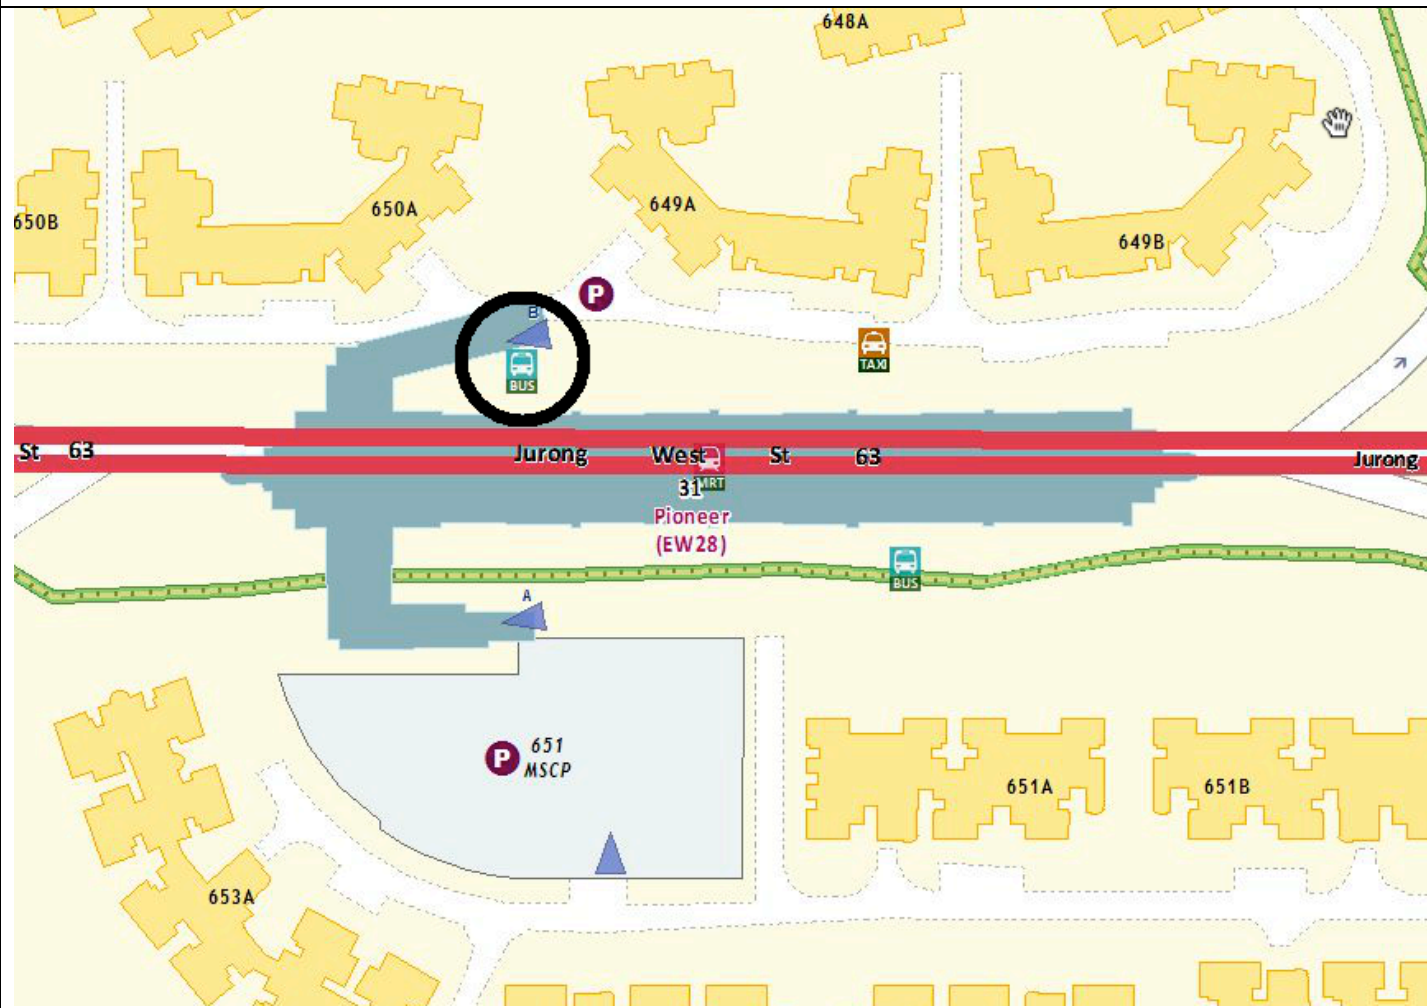 648A
650B
650A
649A
649B
P
B
BUS
TAXI
St 63
Jurong West St 63
Jurong
MRT
31
Pioneer
(EW28)
BUS
A
P
651
MSCP
651A
651B
653A